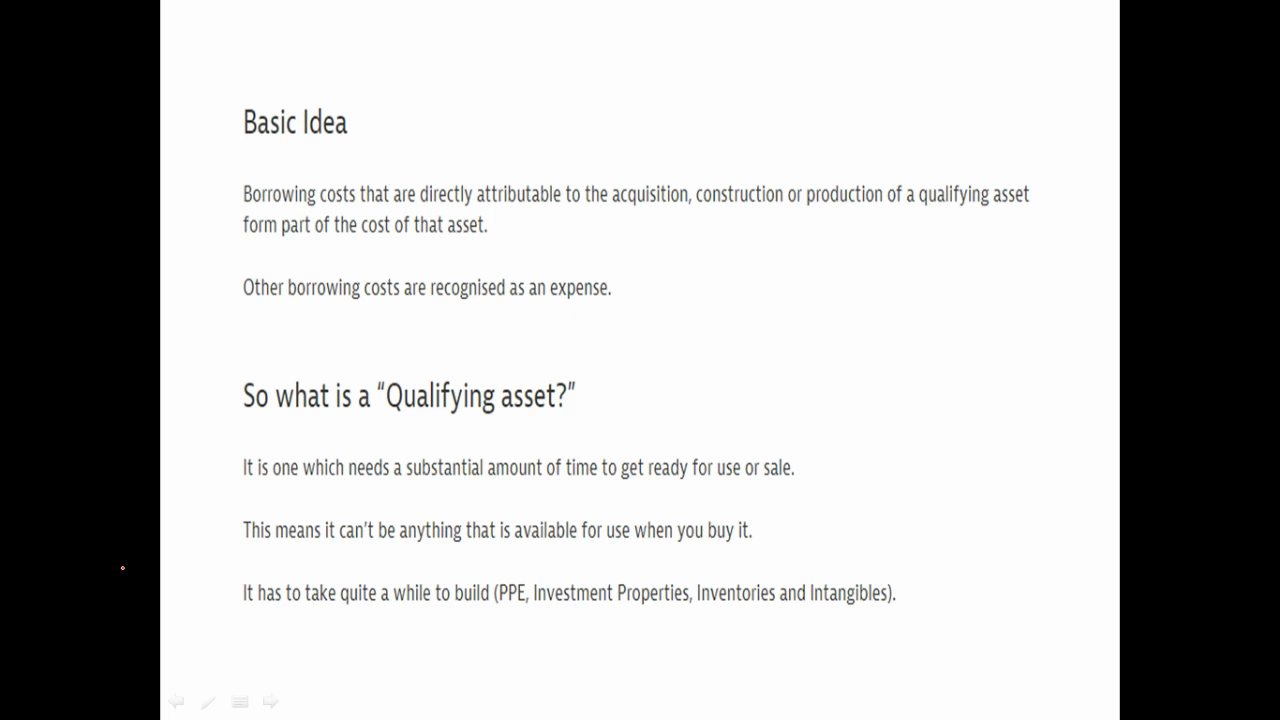 Basic Idea
Borrowing costs that are directly attributable to the acquisition, construction or production of a qualifying asset
form part of the cost of that asset.
Other borrowing costs are recognised as an expense.
So what is a “Qualifying asset?”
It is one which needs a substantial amount of time to get ready for use or sale.
This means it can’t be anything that is available for use when you buy it.
It has to take quite a while to build (PPE, Investment Properties, Inventories and Intangibles).